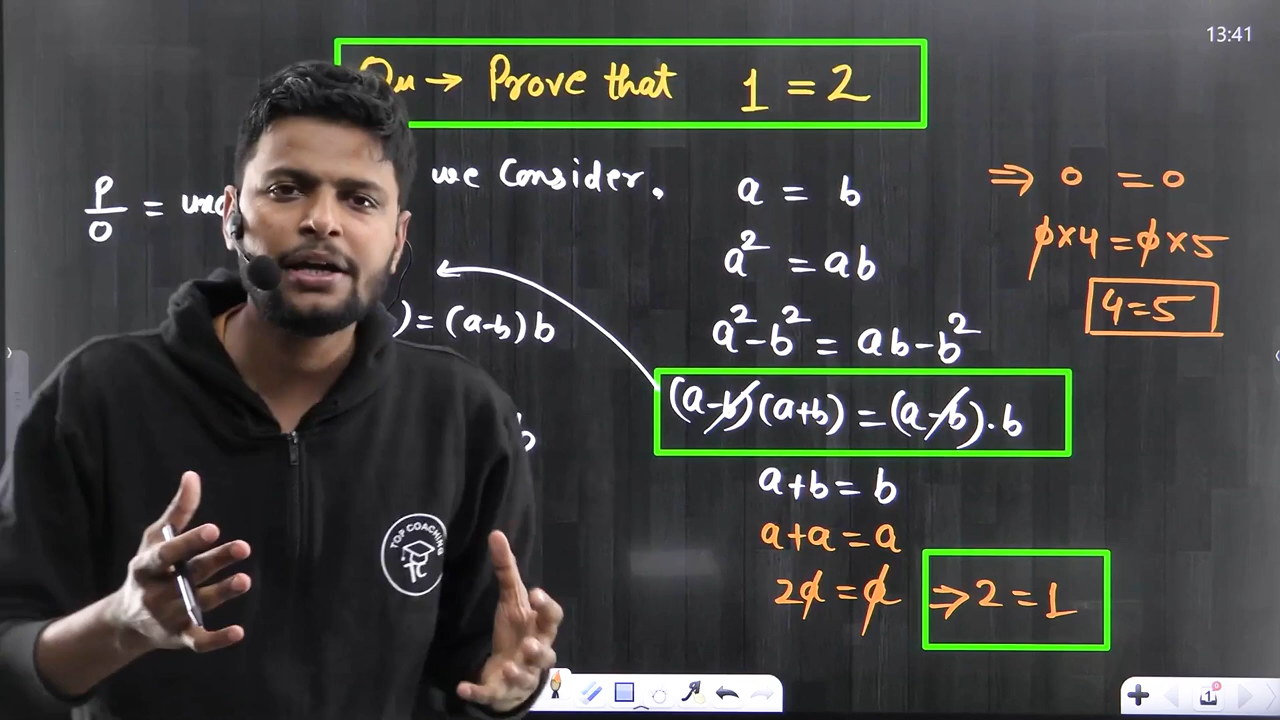 13:41
Qu → Prove that 1 = 2
we Consider,
a = b
a² = ab
a² - b² = ab - b²
(a-b)(a+b) = (a-b).b
a+b = b
a+a = a
2a = a ⇒ 2 = 1
P/0 =
) = (a-b) b
b
⇒ 0 = 0
0×4 = 0×5
4=5
TOP COACHING
TC
1